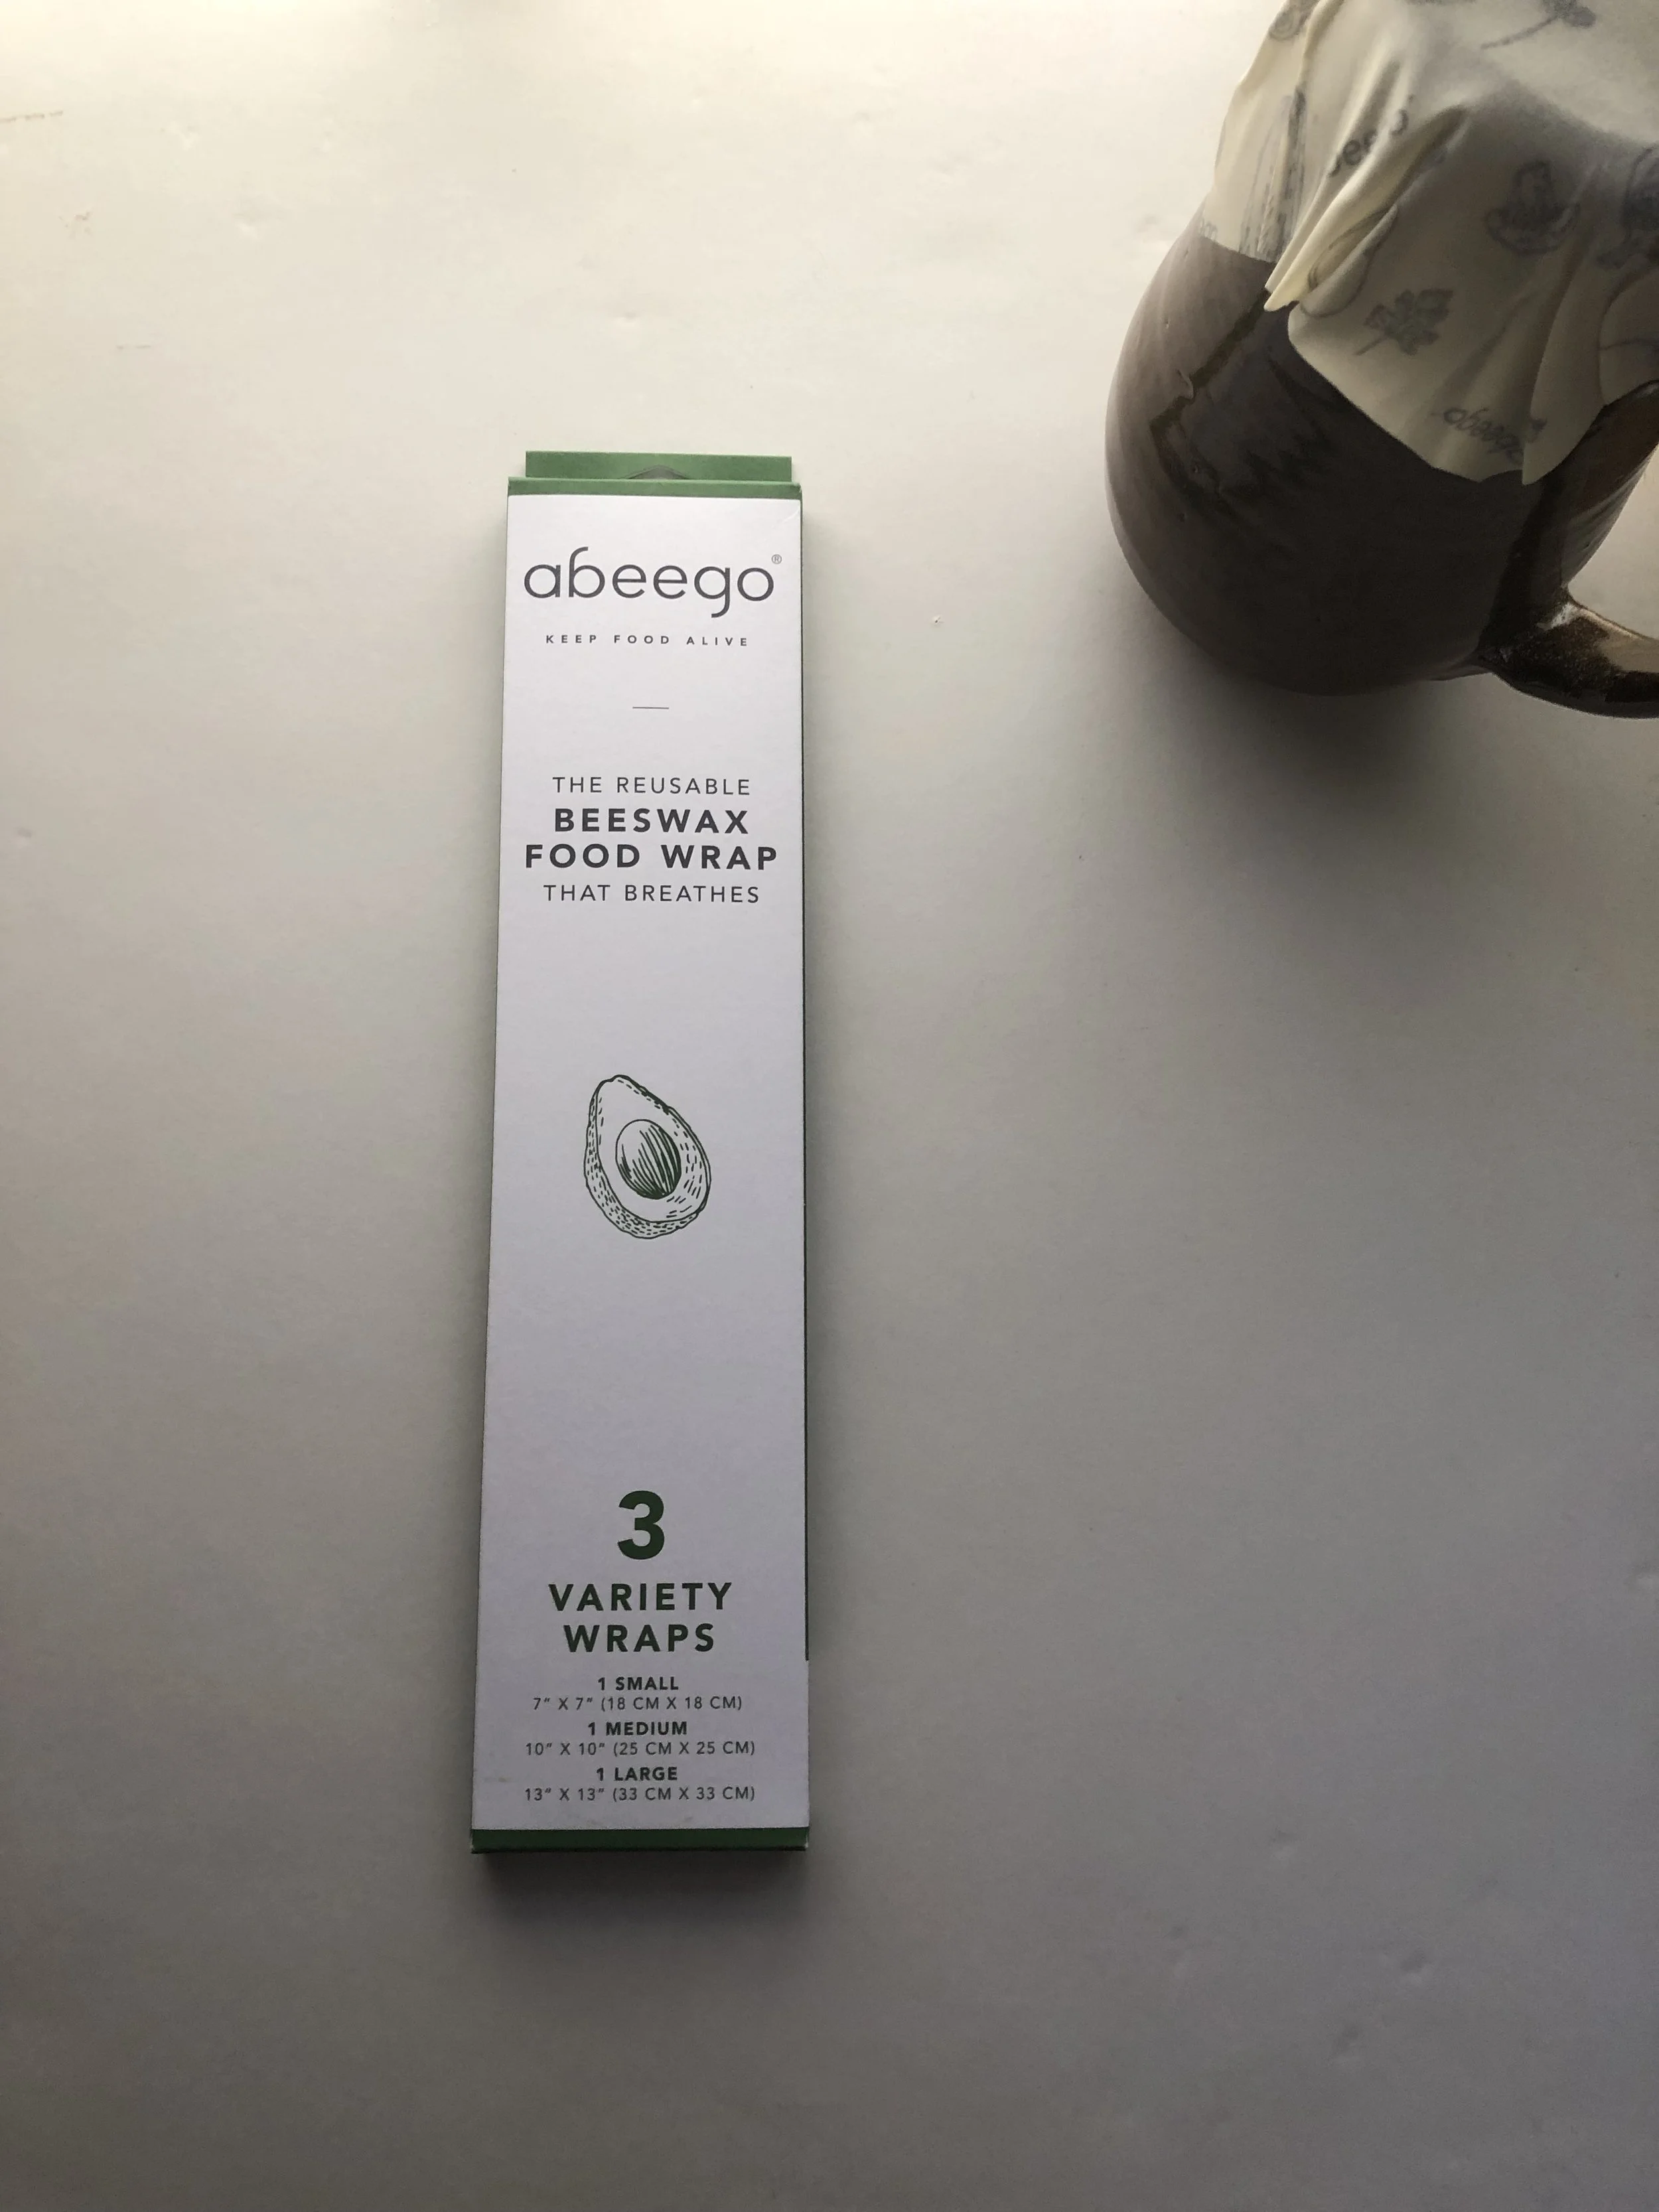 abeego®
KEEP FOOD ALIVE
THE REUSABLE
BEESWAX
FOOD WRAP
THAT BREATHES
3
VARIETY
WRAPS
1 SMALL
7" X 7" (18 CM X 18 CM)
1 MEDIUM
10" X 10" (25 CM X 25 CM)
1 LARGE
13" X 13" (33 CM X 33 CM)
abeego